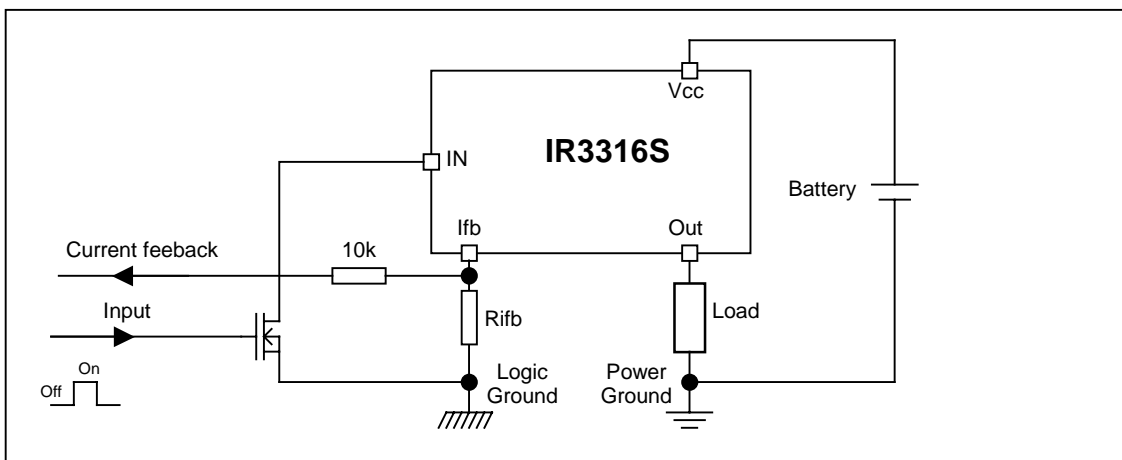 Vcc
IR3316S
IN
Battery
Ifb
Out
Current feeback
10k
Input
Rifb
Load
On
Off
Logic
Ground
Power
Ground